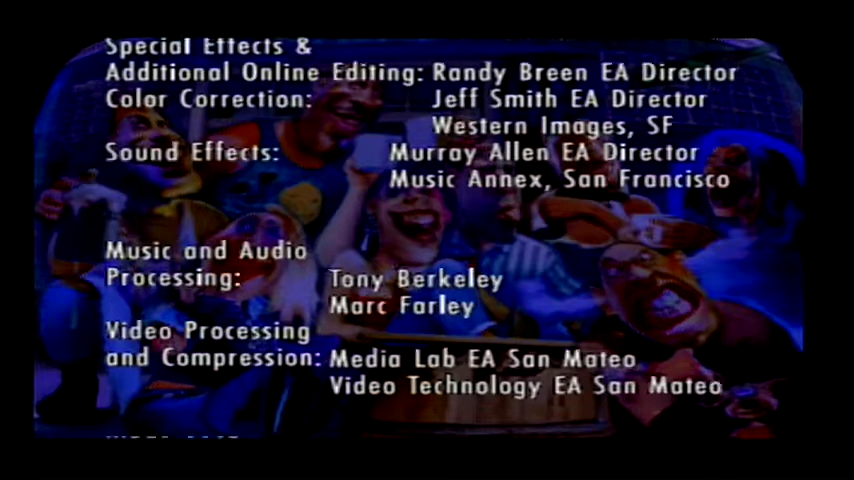 Special Effects &
Additional Online Editing: Randy Breen EA Director
Color Correction: Jeff Smith EA Director
Western Images, SF
Sound Effects: Murray Allen EA Director
Music Annex, San Francisco
Music and Audio
Processing: Tony Berkeley
Marc Farley
Video Processing
and Compression: Media Lab EA San Mateo
Video Technology EA San Mateo